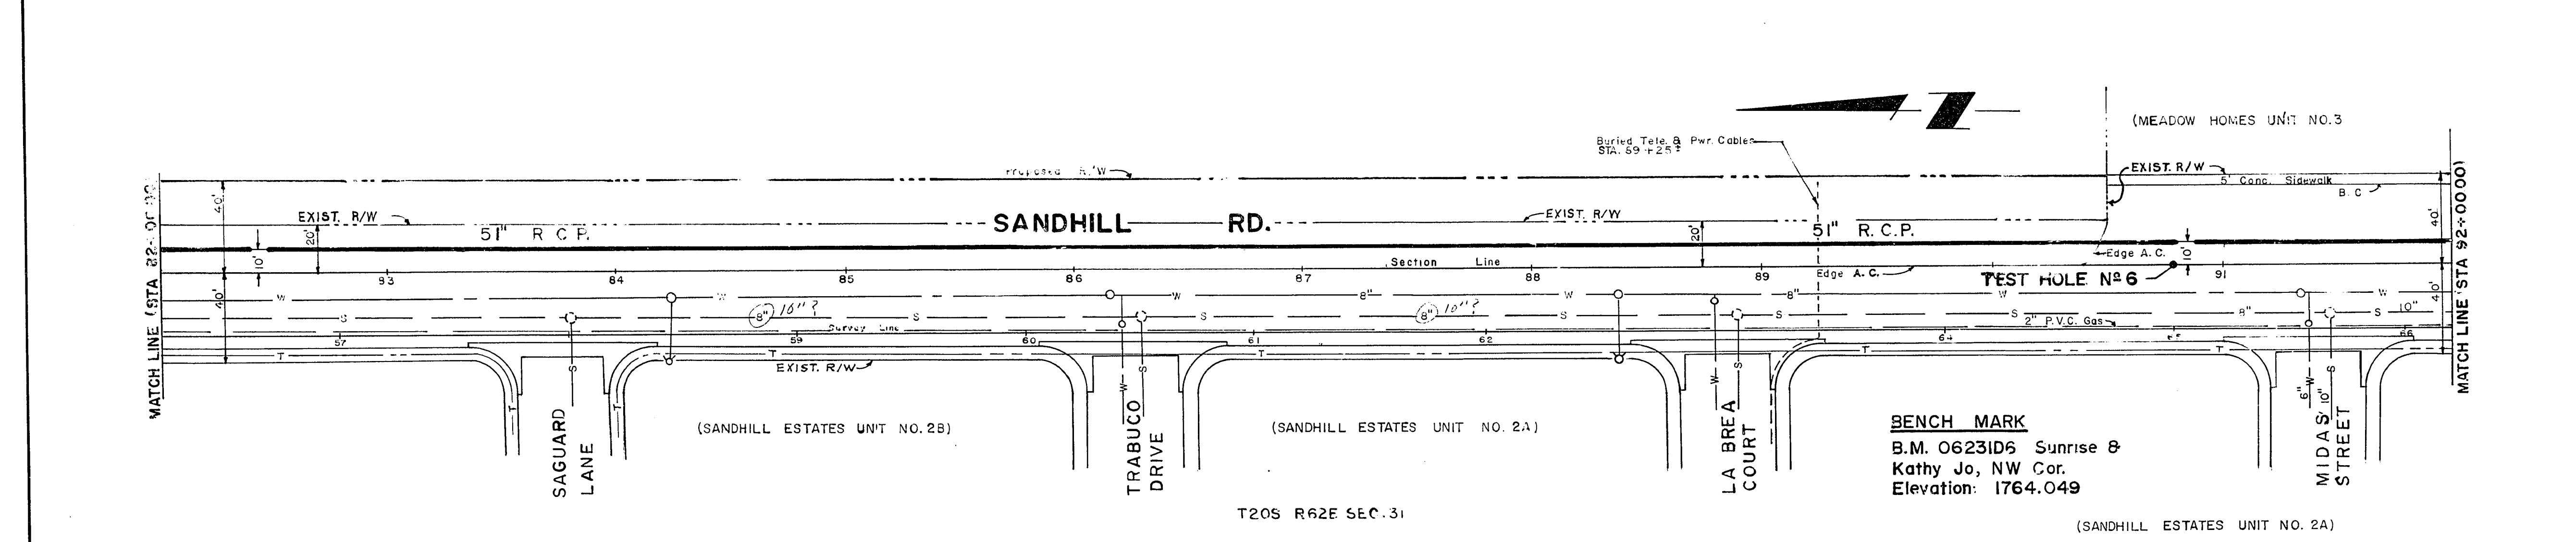 (MEADOW HOMES UNIT NO.3
Buried Tele. & Pwr. Cables
STA. 89+25±
Proposed R/W
EXIST. R/W
5' Conc. Sidewalk
B.C
EXIST. R/W
SANDHILL RD.
EXIST. R/W
40'
20'
10'
40'
51" R C P.
20'
51" R.C.P.
40'
10'
40'
Edge A.C.
Section Line
Edge A.C.
TEST HOLE Nº 6
83
84
85
86
87
88
89
91
W
W
W
8"
W
8"
W
W
S
8" 16"?
S
S
8" 10"?
S
S
S
8"
S
10"
Survey Line
2" P.V.C. Gas
57
59
60
61
62
64
65
66
T
T
T
T
T
EXIST. R/W
MATCH LINE (STA
MATCH LINE (STA 92+00.00)
T
S
T
W
S
W
S
6" W
10" S
SAGUARD
LANE
(SANDHILL ESTATES UNIT NO. 2B)
TRABUCO
DRIVE
(SANDHILL ESTATES UNIT NO. 2A)
LA BREA
COURT
BENCH MARK
B.M. 06231D6 Sunrise &
Kathy Jo, NW Cor.
Elevation: 1764.049
MIDAS
STREET
T20S R62E SEC.31
(SANDHILL ESTATES UNIT NO. 2A)